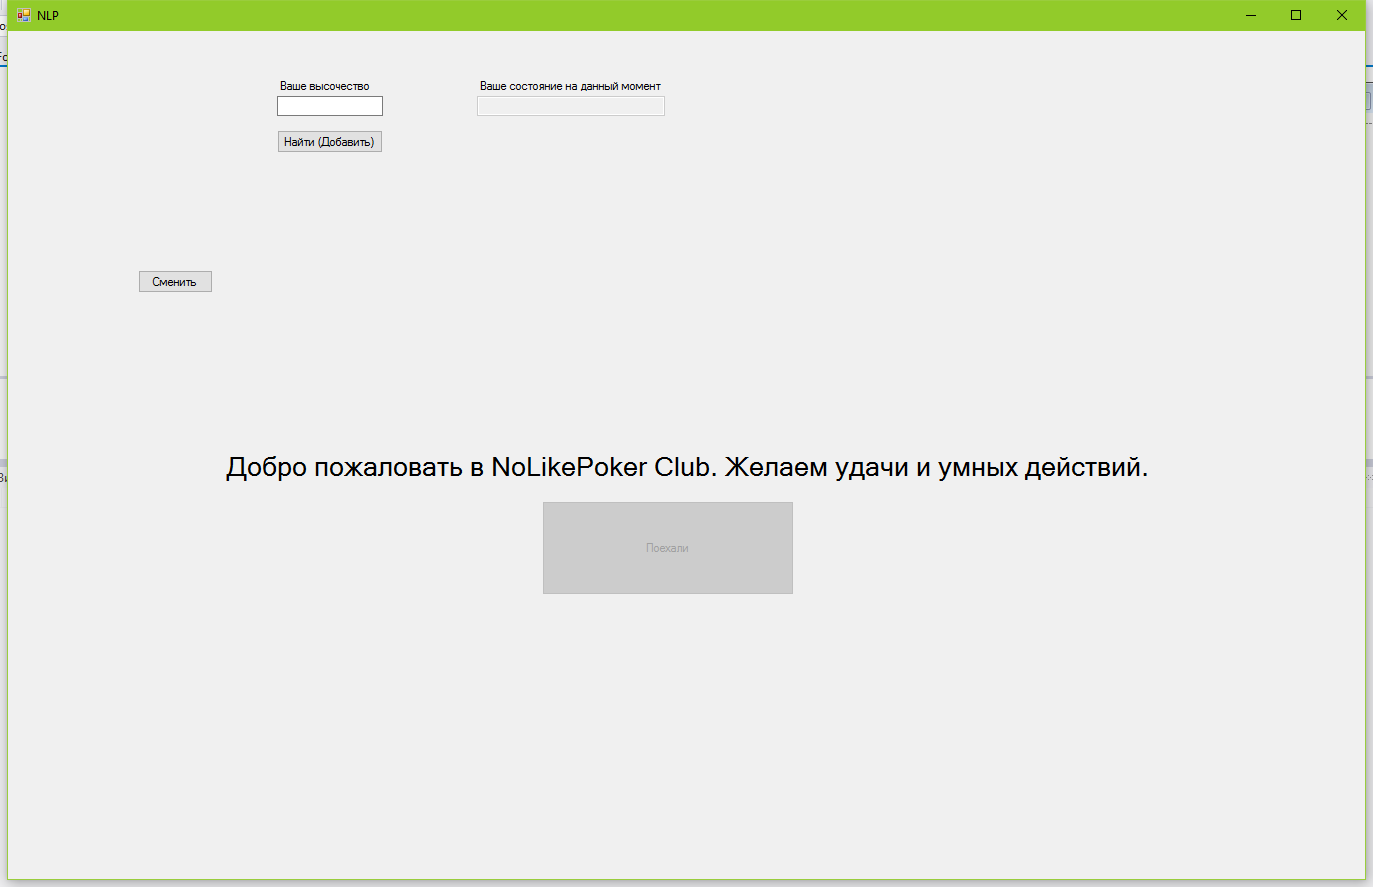 NLP
Ваше высочество
Ваше состояние на данный момент
Найти (Добавить)
Сменить
Добро пожаловать в NoLikePoker Club. Желаем удачи и умных действий.
Поехали